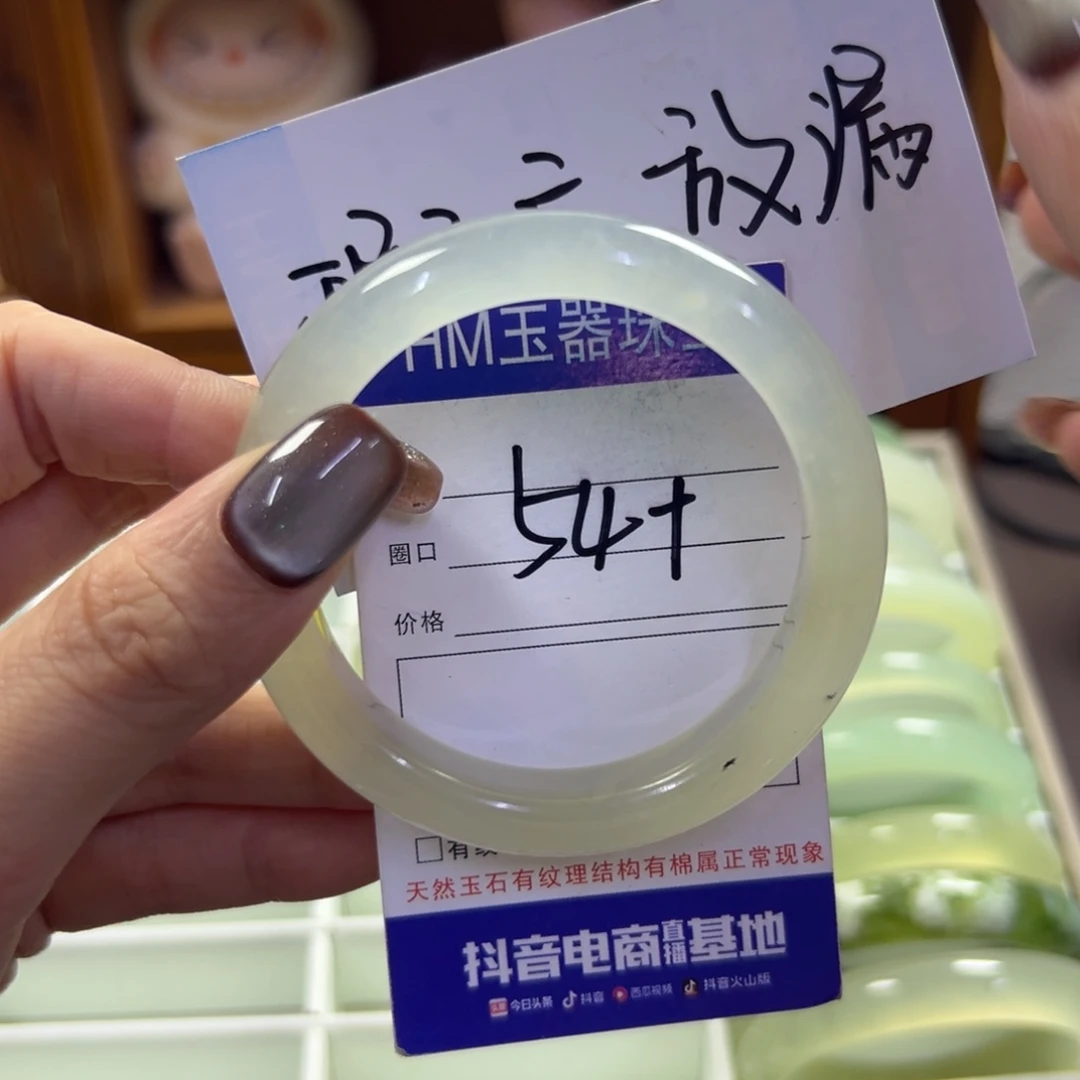 放漏
HM玉器珠
54+
圈口
价格
有纹
天然玉石有纹理结构有棉属正常现象
抖音电商直播基地
今日头条 抖音 西瓜视频 抖音火山版